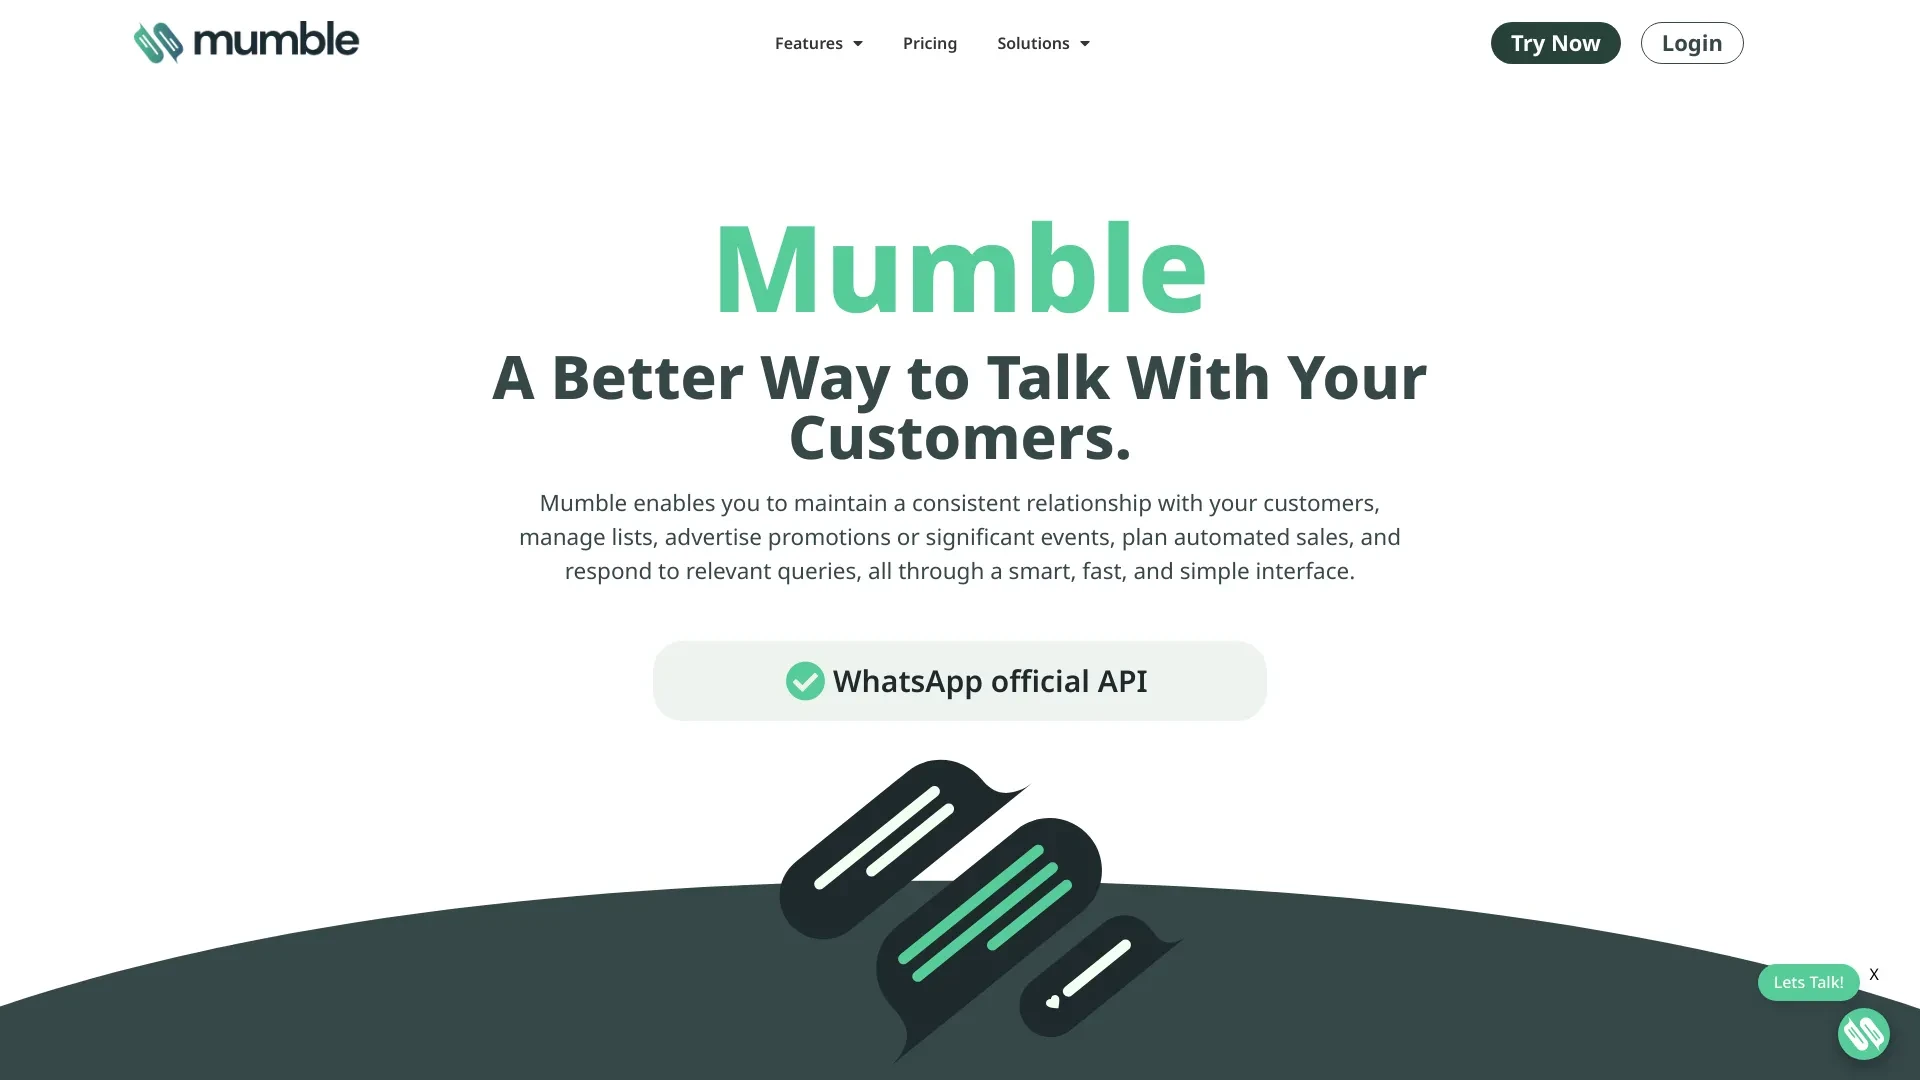 mumble
Features
Pricing
Solutions
Try Now
Login
Mumble
A Better Way to Talk With Your
Customers.
Mumble enables you to maintain a consistent relationship with your customers,
manage lists, advertise promotions or significant events, plan automated sales, and
respond to relevant queries, all through a smart, fast, and simple interface.
WhatsApp official API
Lets Talk!
X